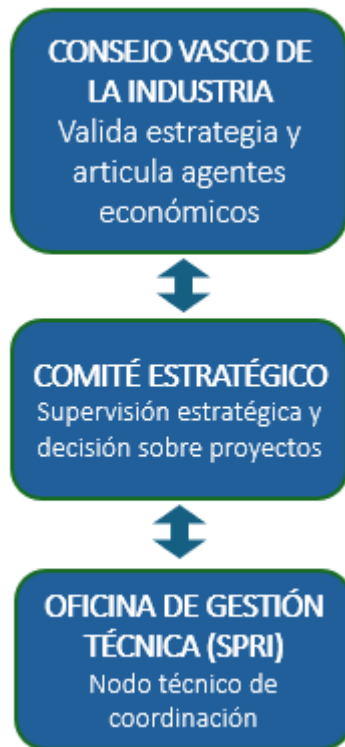 CONSEJO VASCO DE
LA INDUSTRIA
Valida estrategia y
articula agentes
económicos
COMITÉ ESTRATÉGICO
Supervisión estratégica y
decisión sobre proyectos
OFICINA DE GESTIÓN
TÉCNICA (SPRI)
Nodo técnico de
coordinación